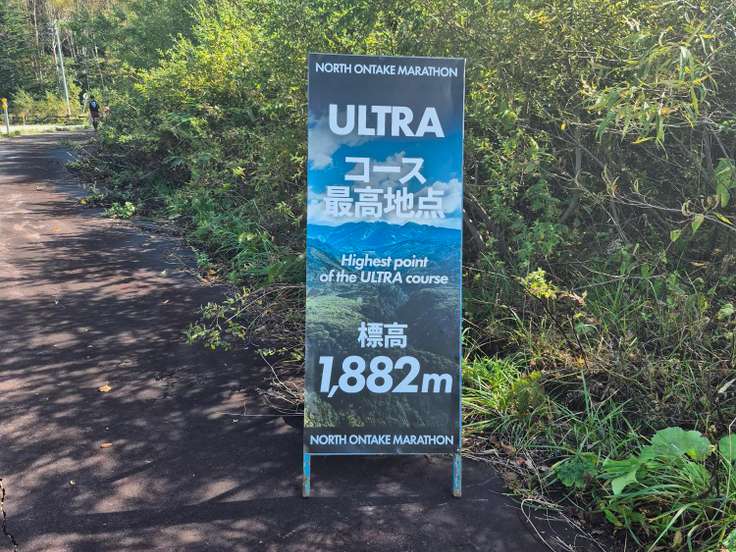 NORTH ONTAKE MARATHON
ULTRA
コース
最高地点
Highest point
of the ULTRA course
標高
1,882m
NORTH ONTAKE MARATHON